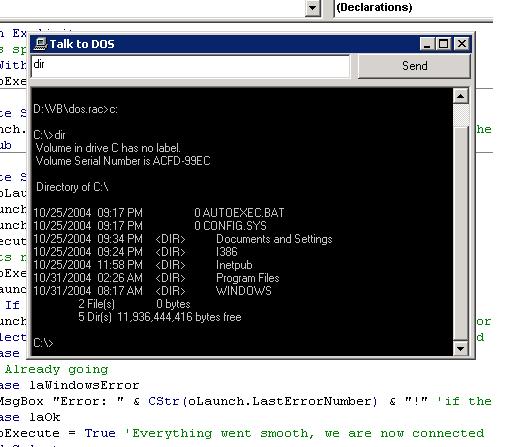 (Declarations)
Talk to DOS
dir
Send
D:\VB\dos.rac>c:
C:\>dir
Volume in drive C has no label.
Volume Serial Number is ACFD-99EC
Directory of C:\
10/25/2004 09:17 PM 0 AUTOEXEC.BAT
10/25/2004 09:17 PM 0 CONFIG.SYS
10/25/2004 09:34 PM <DIR> Documents and Settings
10/25/2004 09:24 PM <DIR> I386
10/25/2004 11:58 PM <DIR> Inetpub
10/31/2004 02:26 AM <DIR> Program Files
10/31/2004 08:17 AM <DIR> WINDOWS
2 File(s) 0 bytes
5 Dir(s) 11,936,444,416 bytes free
C:\>
Already going
ase laWindowsError
MsgBox "Error: " & CStr(oLaunch.LastErrorNumber) & "!" 'if the
ase laOk
oExecute = True 'Everything went smooth, we are now connected